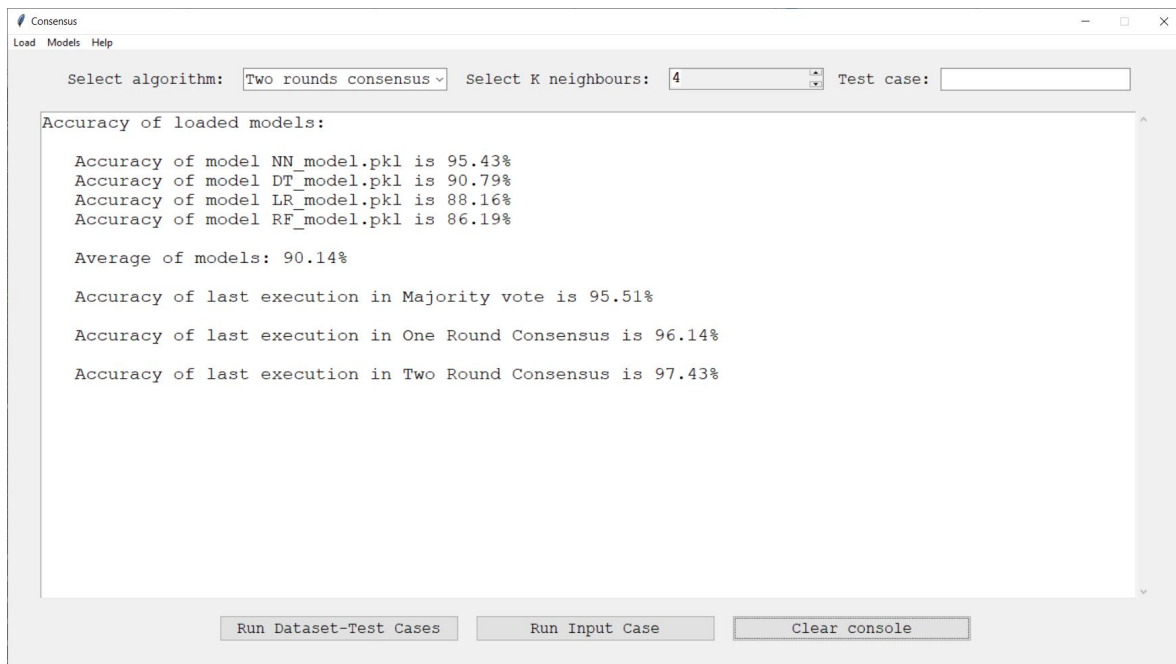 Consensus
Load Models Help
Select algorithm: Two rounds consensus Select K neighbours: 4 Test case:
Accuracy of loaded models:
Accuracy of model NN_model.pkl is 95.43%
Accuracy of model DT_model.pkl is 90.79%
Accuracy of model LR_model.pkl is 88.16%
Accuracy of model RF_model.pkl is 86.19%
Average of models: 90.14%
Accuracy of last execution in Majority vote is 95.51%
Accuracy of last execution in One Round Consensus is 96.14%
Accuracy of last execution in Two Round Consensus is 97.43%
Run Dataset-Test Cases Run Input Case Clear console